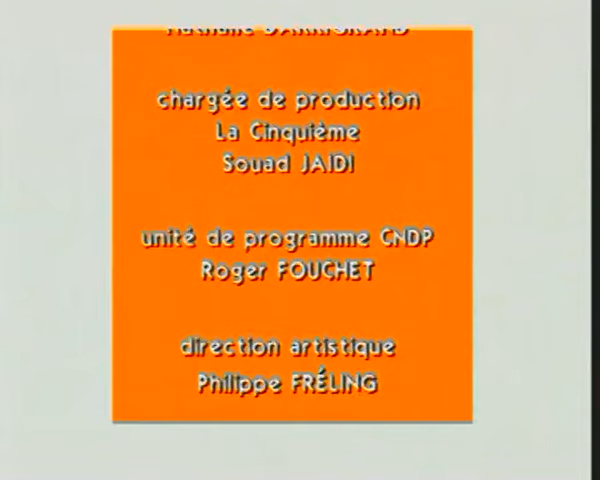 chargée de production
La Cinquième
Souad JAIDI
unité de programme CNDP
Roger FOUCHET
direction artistique
Philippe FRÉLING